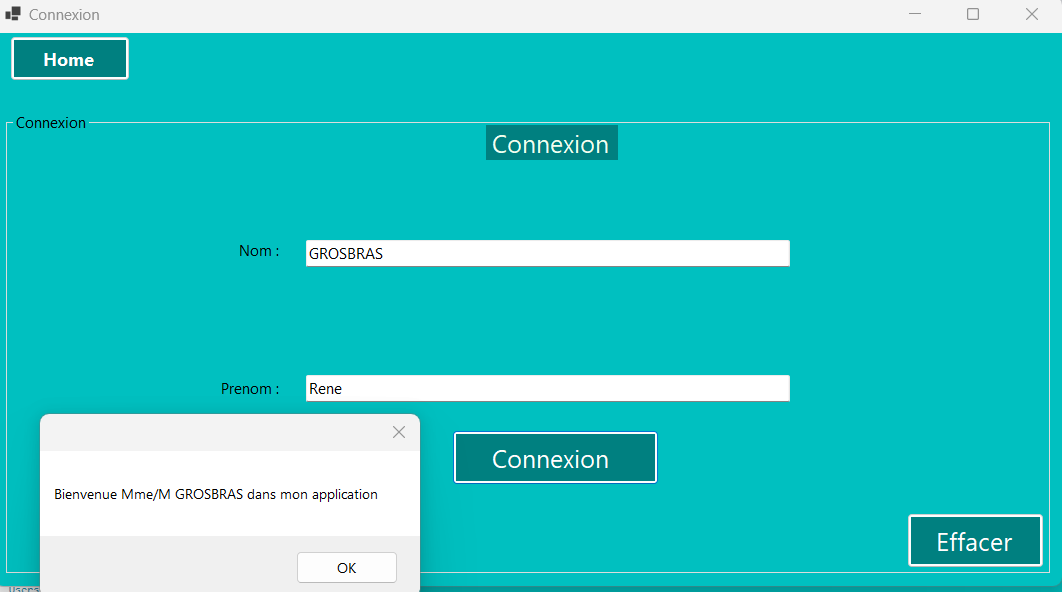 Connexion
Home
Connexion
Connexion
Nom :
GROSBRAS
Prenom :
Rene
Connexion
Bienvenue Mme/M GROSBRAS dans mon application
OK
Effacer